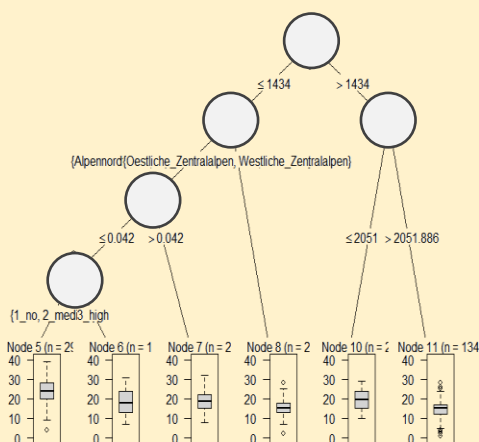 ≤ 1434 > 1434
{Alpennord{Oestliche_Zentralalpen, Westliche_Zentralalpen}
≤ 0.042 > 0.042 ≤ 2051 > 2051.886
{1_no, 2_medi3_high
Node 5 (n = 29 Node 6 (n = 1 Node 7 (n = 2 Node 8 (n = 2 Node 10 (n = 2 Node 11 (n = 134
40 40 40 40 40 40
30 30 30 30 30 30
20 20 20 20 20 20
10 10 10 10 10 10
0 0 0 0 0 0